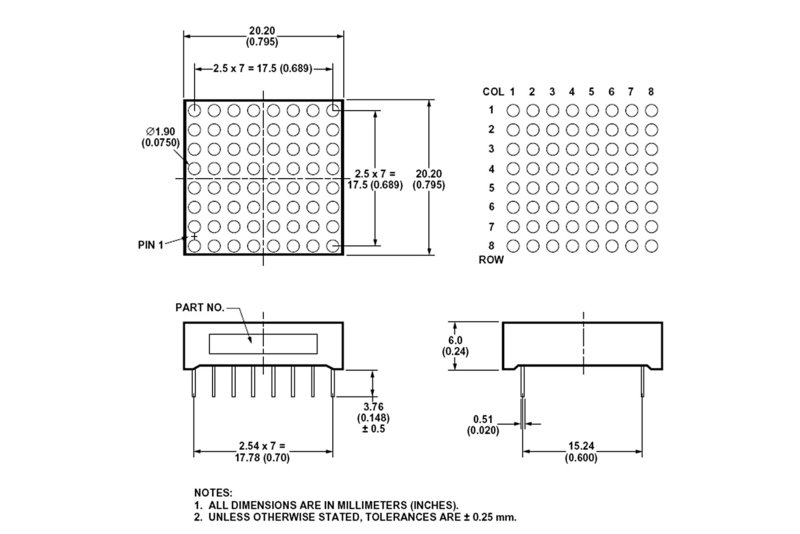 20.20
(0.795)
2.5 x 7 = 17.5 (0.689)
COL 1 2 3 4 5 6 7 8
1
2
3
4
5
6
7
8
ROW
Ø1.90
(0.0750)
2.5 x 7 =
17.5 (0.689)
20.20
(0.795)
PIN 1
PART NO.
6.0
(0.24)
3.76
(0.148)
± 0.5
0.51
(0.020)
2.54 x 7 =
17.78 (0.70)
15.24
(0.600)
NOTES:
1. ALL DIMENSIONS ARE IN MILLIMETERS (INCHES).
2. UNLESS OTHERWISE STATED, TOLERANCES ARE ± 0.25 mm.